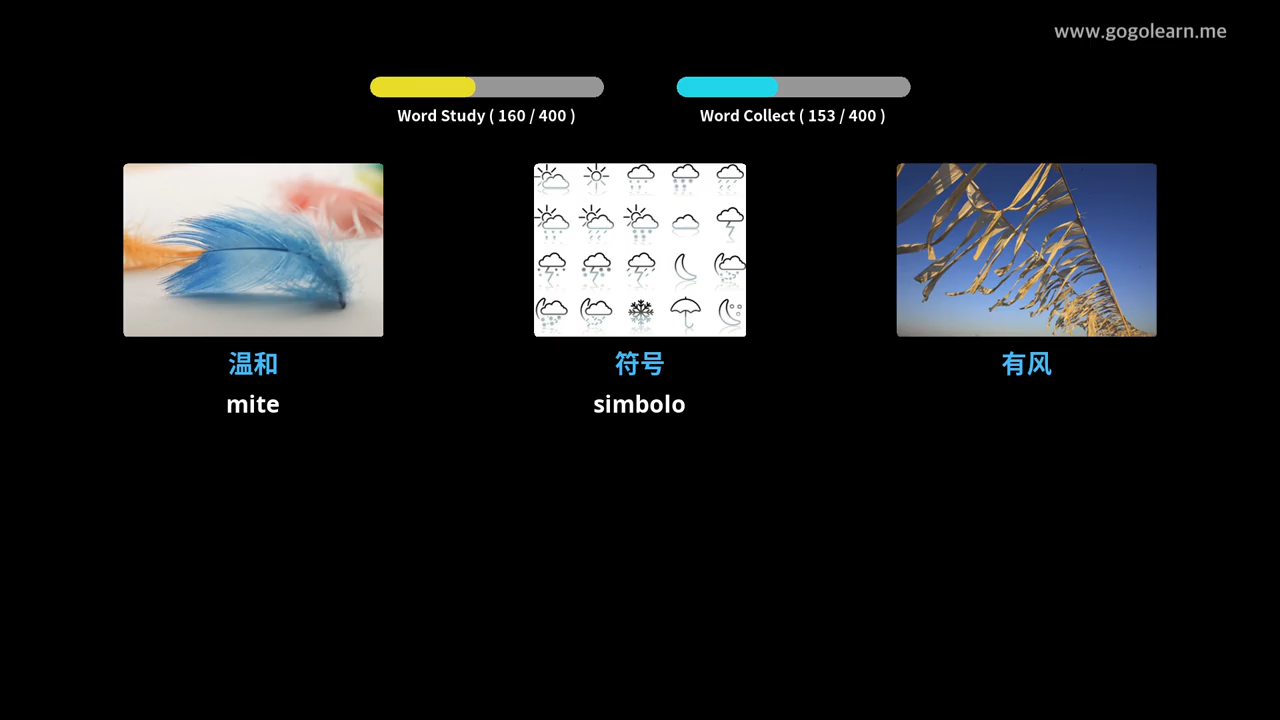 www.gogolearn.me
Word Study ( 160 / 400 )
Word Collect ( 153 / 400 )
温和
mite
符号
simbolo
有风